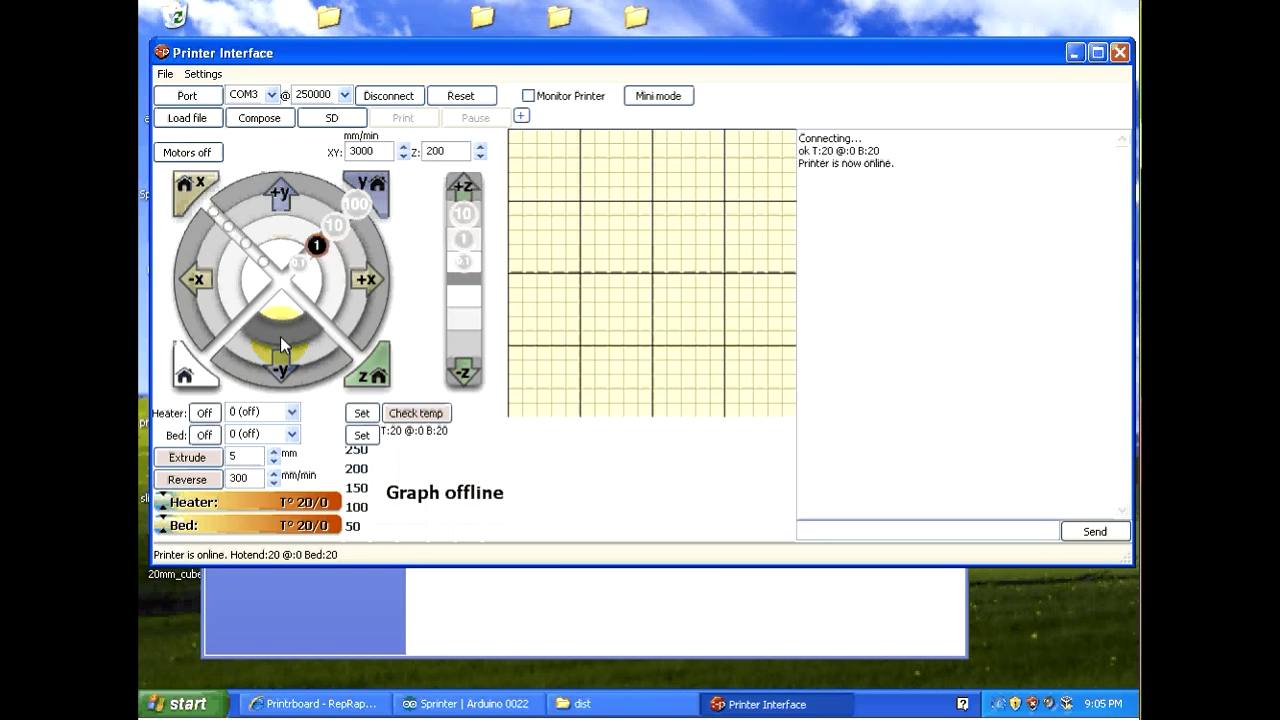 Printer Interface
File Settings
Port COM3 @ 250000 Disconnect Reset Monitor Printer Mini mode
Load file Compose SD Print Pause +
mm/min
Motors off XY: 3000 Z: 200
x y +y +z
100
10 10
1 1
0.1 0.1
-x +x
-y z -z
Heater: Off 0 (off) Set Check temp
Bed: Off 0 (off) Set T:20 @:0 B:20
Extrude 5 mm
Reverse 300 mm/min
Heater: T° 20/0
Bed: T° 20/0
250
200
150
100
50
Graph offline
Connecting...
ok T:20 @:0 B:20
Printer is now online.
Send
Printer is online. Hotend:20 @:0 Bed:20
20mm_cube
start Printrboard - RepRap... Sprinter | Arduino 0022 dist Printer Interface ? 9:05 PM